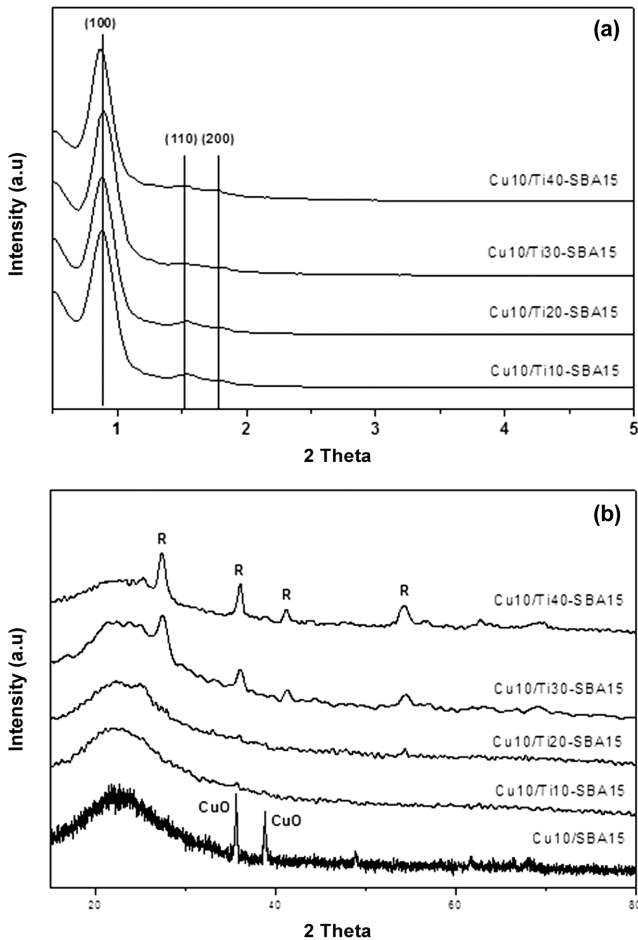 (a)
(100)
(110) (200)
Cu10/Ti40-SBA15
Cu10/Ti30-SBA15
Cu10/Ti20-SBA15
Cu10/Ti10-SBA15
Intensity (a.u)
1 2 3 4 5
2 Theta
(b)
R
R
R
R
Cu10/Ti40-SBA15
Cu10/Ti30-SBA15
Cu10/Ti20-SBA15
Cu10/Ti10-SBA15
CuO
CuO
Cu10/SBA15
Intensity (a.u)
20 40 60 80
2 Theta